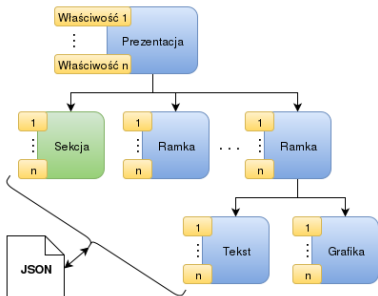 Właściwość 1
⋮
Prezentacja
Właściwość n
1
⋮
Sekcja
n
1
⋮
Ramka
n
. . .
1
⋮
Ramka
n
1
⋮
Tekst
n
1
⋮
Grafika
n
JSON